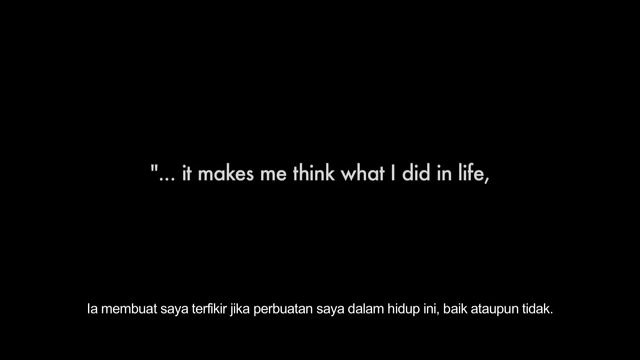 "... it makes me think what I did in life,
Ia membuat saya terfikir jika perbuatan saya dalam hidup ini, baik ataupun tidak.